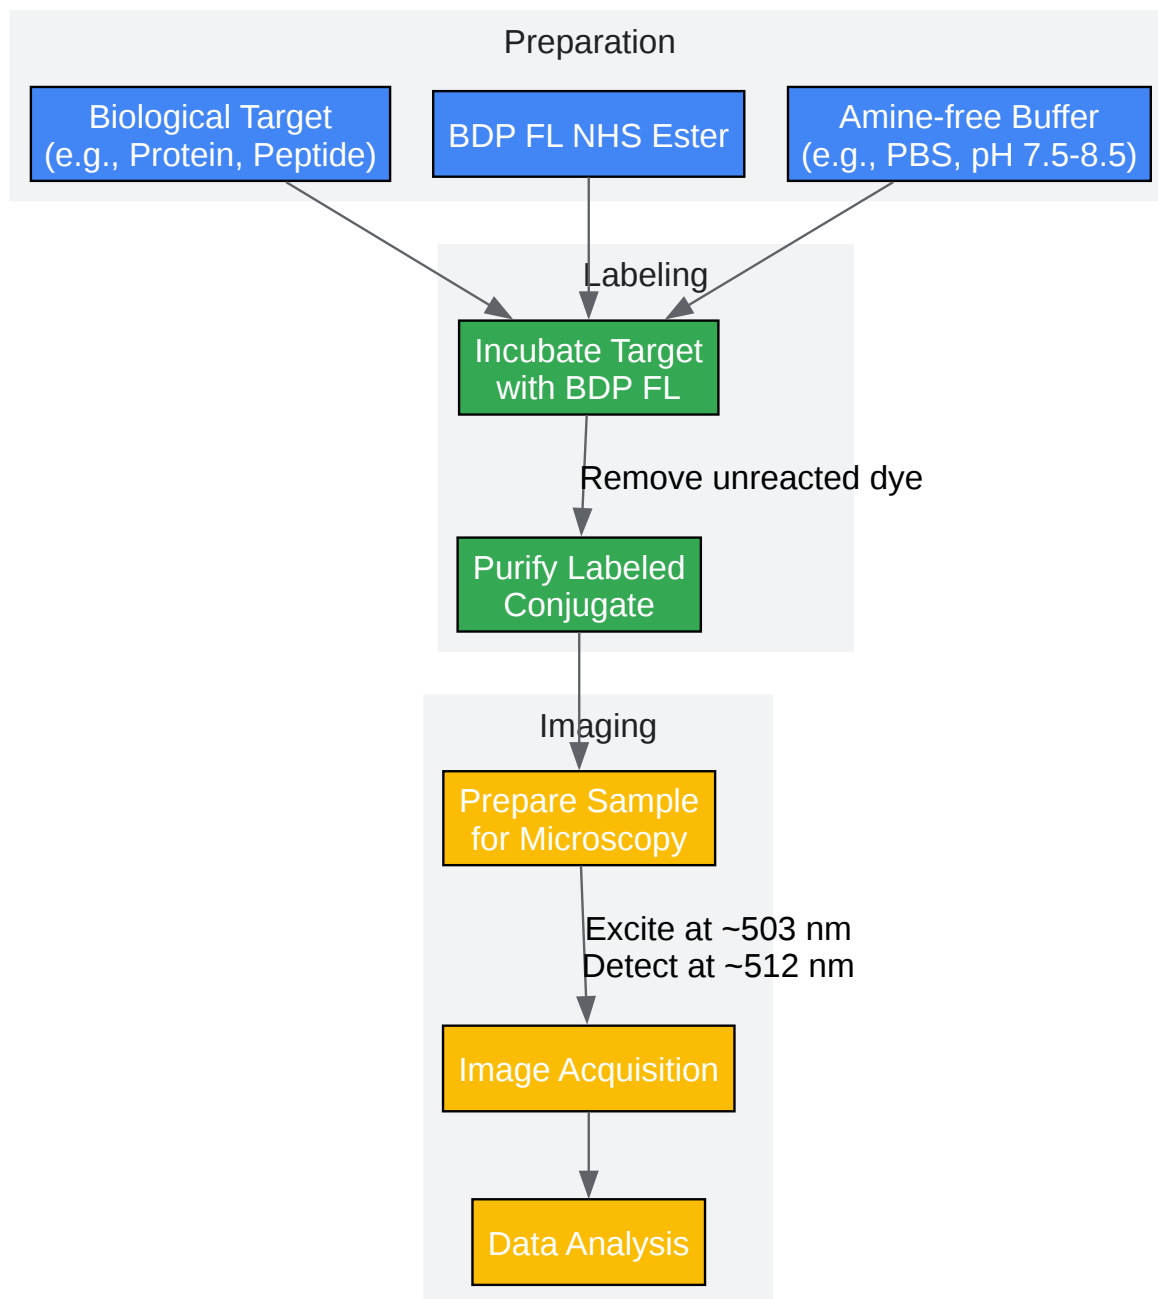 Preparation
Biological Target
(e.g., Protein, Peptide)
BDP FL NHS Ester
Amine-free Buffer
(e.g., PBS, pH 7.5-8.5)
Labeling
Incubate Target
with BDP FL
Remove unreacted dye
Purify Labeled
Conjugate
Imaging
Prepare Sample
for Microscopy
Excite at ~503 nm
Detect at ~512 nm
Image Acquisition
Data Analysis